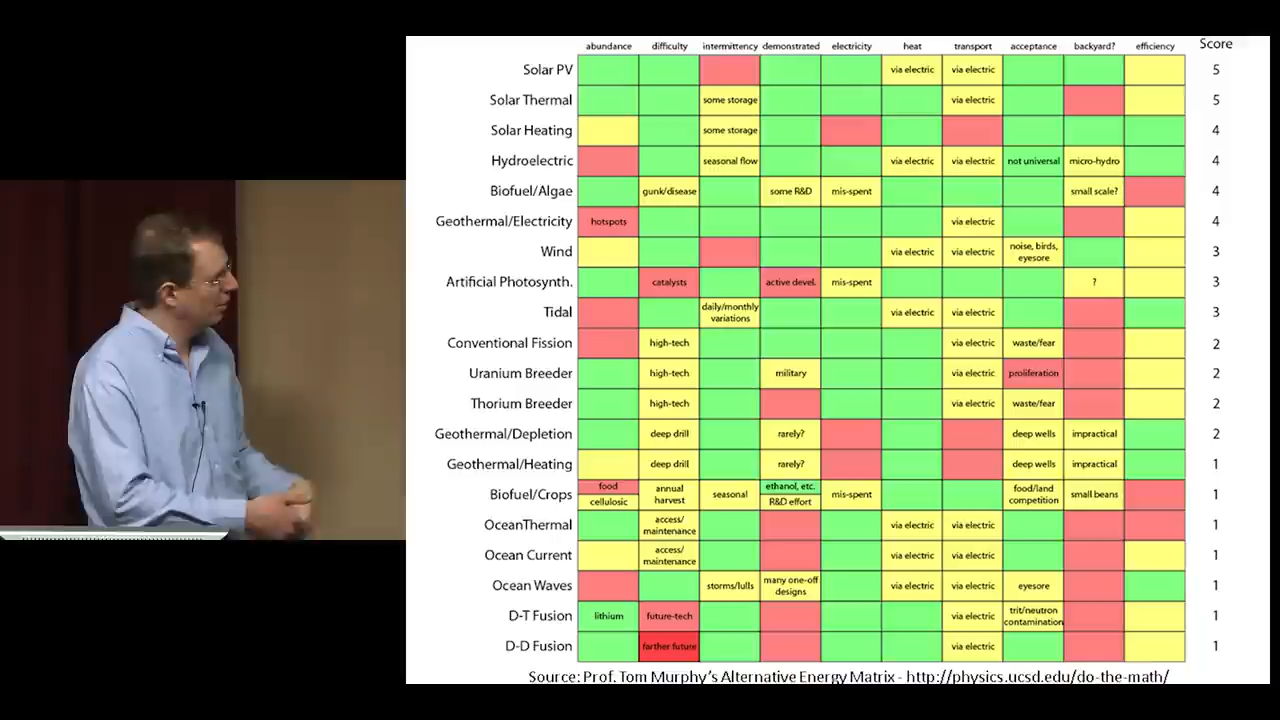 abundance difficulty intermittency demonstrated electricity heat transport acceptance backyard? efficiency Score
Solar PV via electric via electric 5
Solar Thermal some storage via electric 5
Solar Heating some storage 4
Hydroelectric seasonal flow via electric via electric not universal micro-hydro 4
Biofuel/Algae gunk/disease some R&D mis-spent small scale? 4
Geothermal/Electricity hotspots via electric 4
Wind via electric via electric noise, birds, eyesore 3
Artificial Photosynth. catalysts active devel. mis-spent ? 3
Tidal daily/monthly variations via electric via electric 3
Conventional Fission high-tech via electric waste/fear 2
Uranium Breeder high-tech military via electric proliferation 2
Thorium Breeder high-tech via electric waste/fear 2
Geothermal/Depletion deep drill rarely? deep wells impractical 2
Geothermal/Heating deep drill rarely? deep wells impractical 1
Biofuel/Crops food cellulosic annual harvest seasonal ethanol, etc. R&D effort mis-spent food/land competition small beans 1
OceanThermal access/ maintenance via electric via electric 1
Ocean Current access/ maintenance via electric via electric 1
Ocean Waves storms/lulls many one-off designs via electric via electric eyesore 1
D-T Fusion lithium future-tech via electric trit/neutron contamination 1
D-D Fusion farther future via electric 1
Source: Prof. Tom Murphy's Alternative Energy Matrix - http://physics.ucsd.edu/do-the-math/